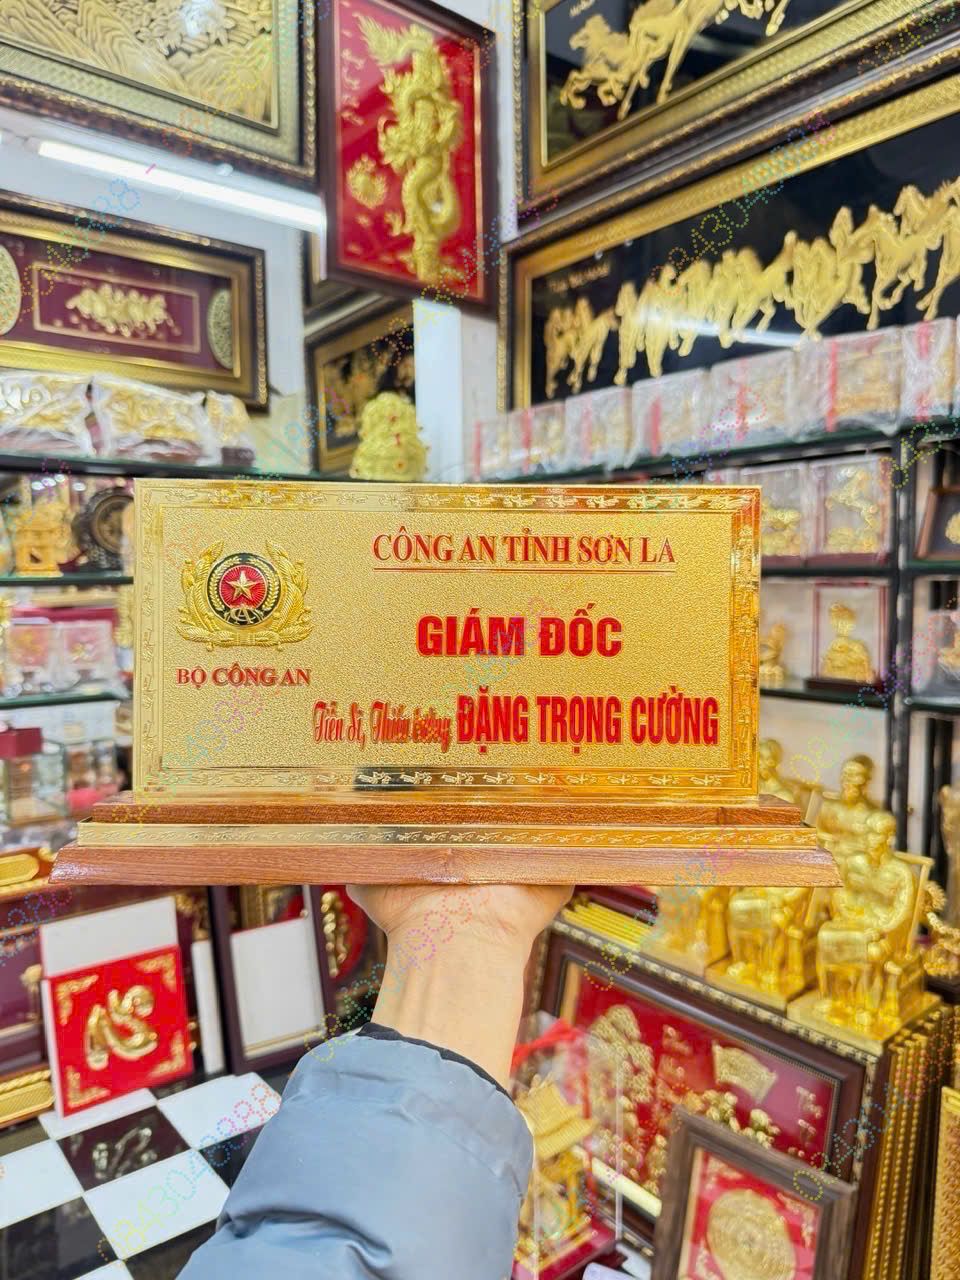 CÔNG AN TỈNH SƠN LA
GIÁM ĐỐC
BỘ CÔNG AN
Tiến Sĩ, Thiếu tướng ĐẶNG TRỌNG CƯỜNG